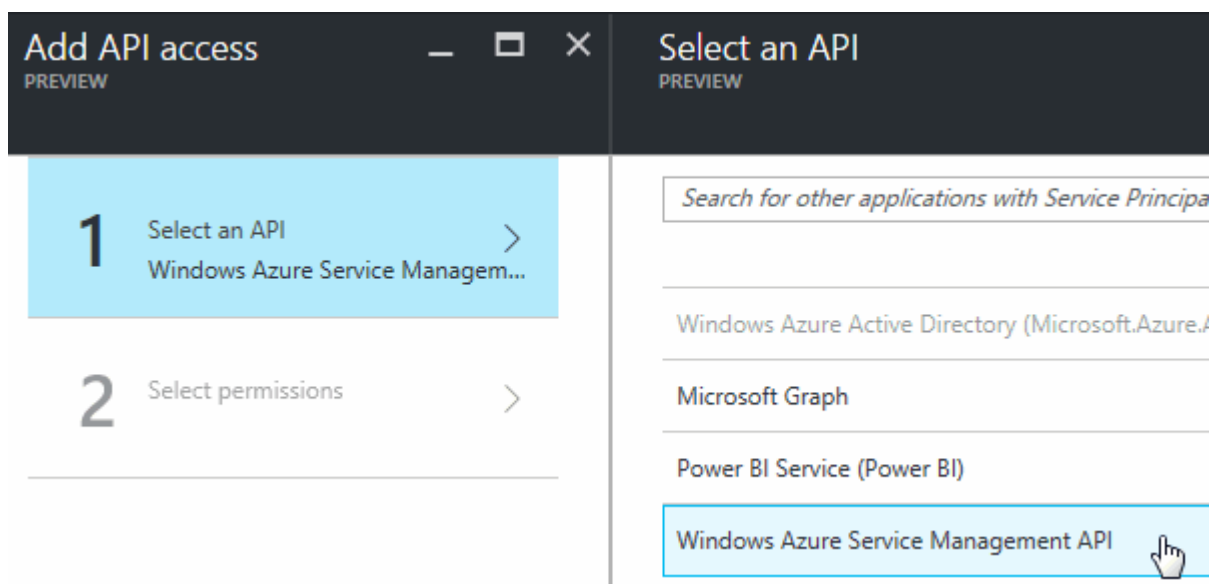 Add API access
PREVIEW
1
Select an API
Windows Azure Service Managem...
2
Select permissions
Select an API
PREVIEW
Search for other applications with Service Principa
Windows Azure Active Directory (Microsoft.Azure.A
Microsoft Graph
Power BI Service (Power BI)
Windows Azure Service Management API